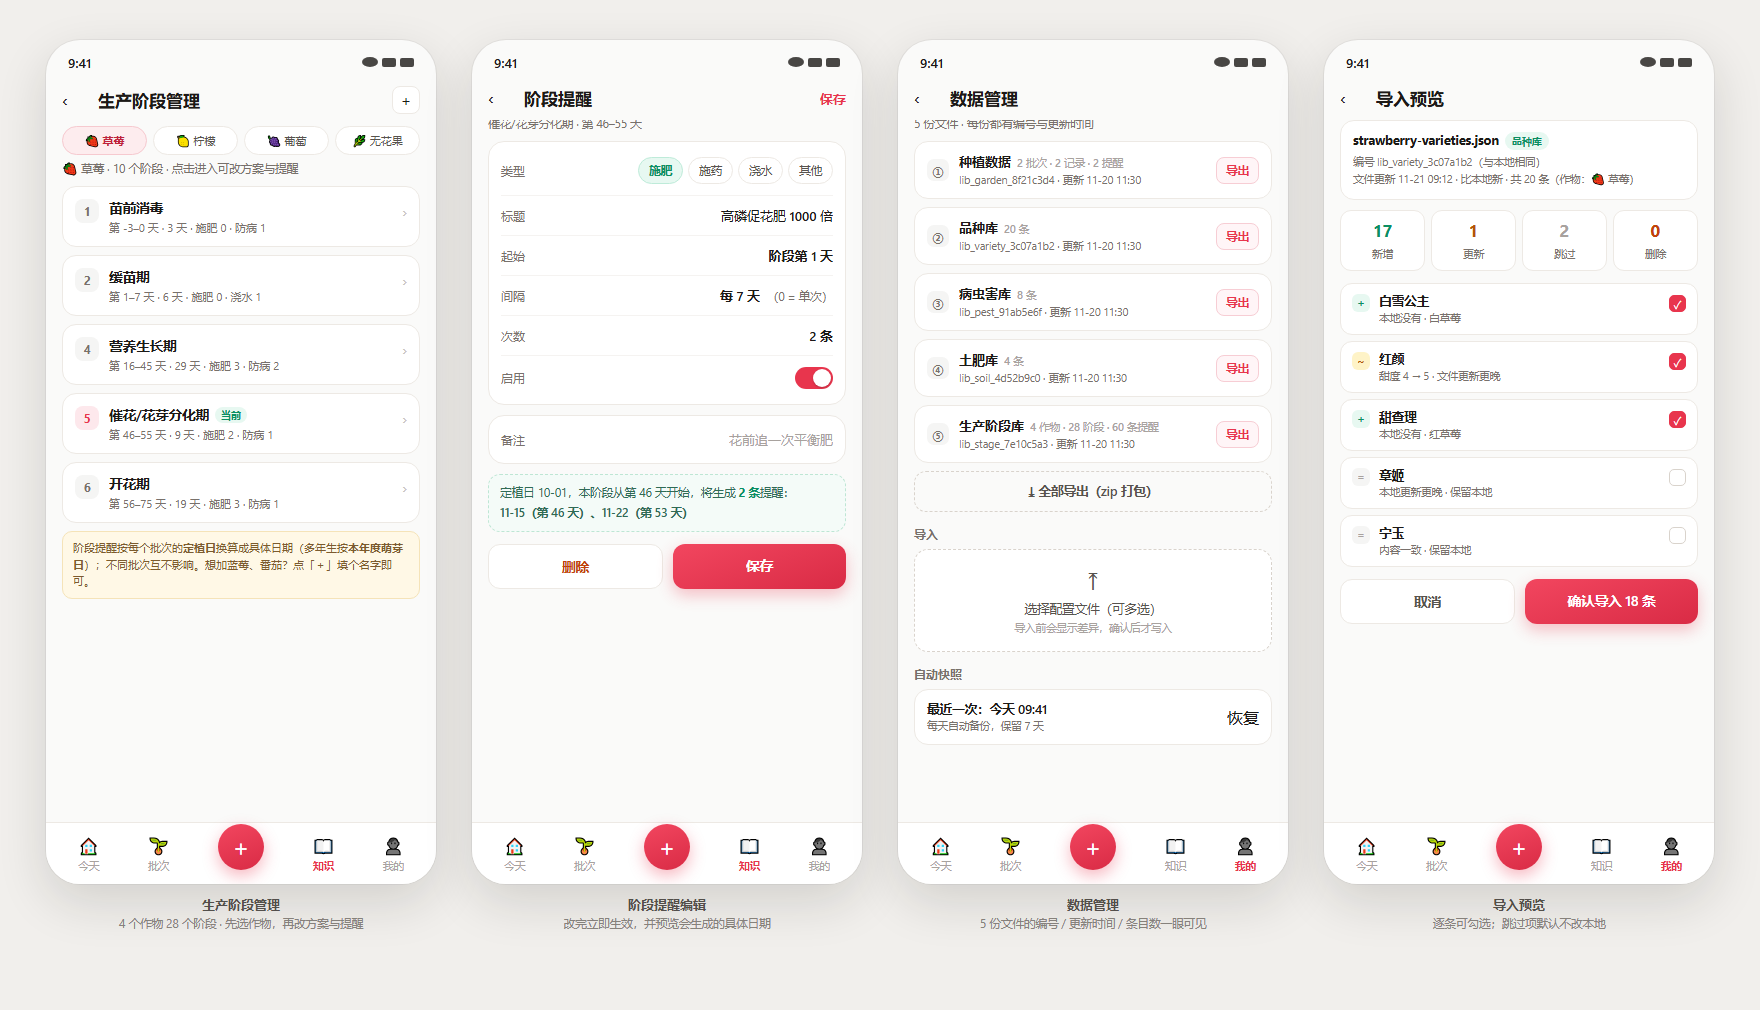 9:41
‹ 生产阶段管理 +
草莓 柠檬 葡萄 无花果
草莓 · 10 个阶段 · 点击进入可改方案与提醒
1 苗前消毒
第 -3–0 天 · 3 天 · 施肥 0 · 防病 1
2 缓苗期
第 1–7 天 · 6 天 · 施肥 0 · 浇水 1
4 营养生长期
第 16–45 天 · 29 天 · 施肥 3 · 防病 2
5 催花/花芽分化期 当前
第 46–55 天 · 9 天 · 施肥 2 · 防病 1
6 开花期
第 56–75 天 · 19 天 · 施肥 3 · 防病 1
阶段提醒按每个批次的定植日换算成具体日期（多年生按本年度萌芽
日）；不同批次互不影响。想加蓝莓、番茄？点「＋」填个名字即
可。
今天 批次 + 知识 我的
生产阶段管理
4 个作物 28 个阶段 · 先选作物，再改方案与提醒
9:41
‹ 阶段提醒 保存
催花/花芽分化期 · 第 46–55 天
类型 施肥 施药 浇水 其他
标题 高磷促花肥 1000 倍
起始 阶段第 1 天
间隔 每 7 天 （0 = 单次）
次数 2 条
启用
备注 花前追一次平衡肥
定植日 10-01，本阶段从第 46 天开始，将生成 2 条提醒：
11-15（第 46 天）、11-22（第 53 天）
删除 保存
今天 批次 + 知识 我的
阶段提醒编辑
改完立即生效，并预览会生成的具体日期
9:41
‹ 数据管理
5 份文件 · 每份都有编号与更新时间
① 种植数据 2 批次 · 2 记录 · 2 提醒
lib_garden_8f21c3d4 · 更新 11-20 11:30
导出
② 品种库 20 条
lib_variety_3c07a1b2 · 更新 11-20 11:30
导出
③ 病虫害库 8 条
lib_pest_91ab5e6f · 更新 11-20 11:30
导出
④ 土肥库 4 条
lib_soil_4d52b9c0 · 更新 11-20 11:30
导出
⑤ 生产阶段库 4 作物 · 28 阶段 · 60 条提醒
lib_stage_7e10c5a3 · 更新 11-20 11:30
导出
⤓ 全部导出（zip 打包）
导入
⤒
选择配置文件（可多选）
导入前会显示差异，确认后才写入
自动快照
最近一次：今天 09:41
每天自动备份，保留 7 天
恢复
今天 批次 + 知识 我的
数据管理
5 份文件的编号 / 更新时间 / 条目数一眼可见
9:41
‹ 导入预览
strawberry-varieties.json 品种库
编号 lib_variety_3c07a1b2（与本地相同）
文件更新 11-21 09:12 · 比本地新 · 共 20 条（作物：草莓）
17 1 2 0
新增 更新 跳过 删除
+ 白雪公主
本地没有 · 白草莓
~ 红颜
甜度 4 → 5 · 文件更新更晚
+ 甜查理
本地没有 · 红草莓
= 章姬
本地更新更晚 · 保留本地
= 宁玉
内容一致 · 保留本地
取消 确认导入 18 条
今天 批次 + 知识 我的
导入预览
逐条可勾选；跳过项默认不改本地